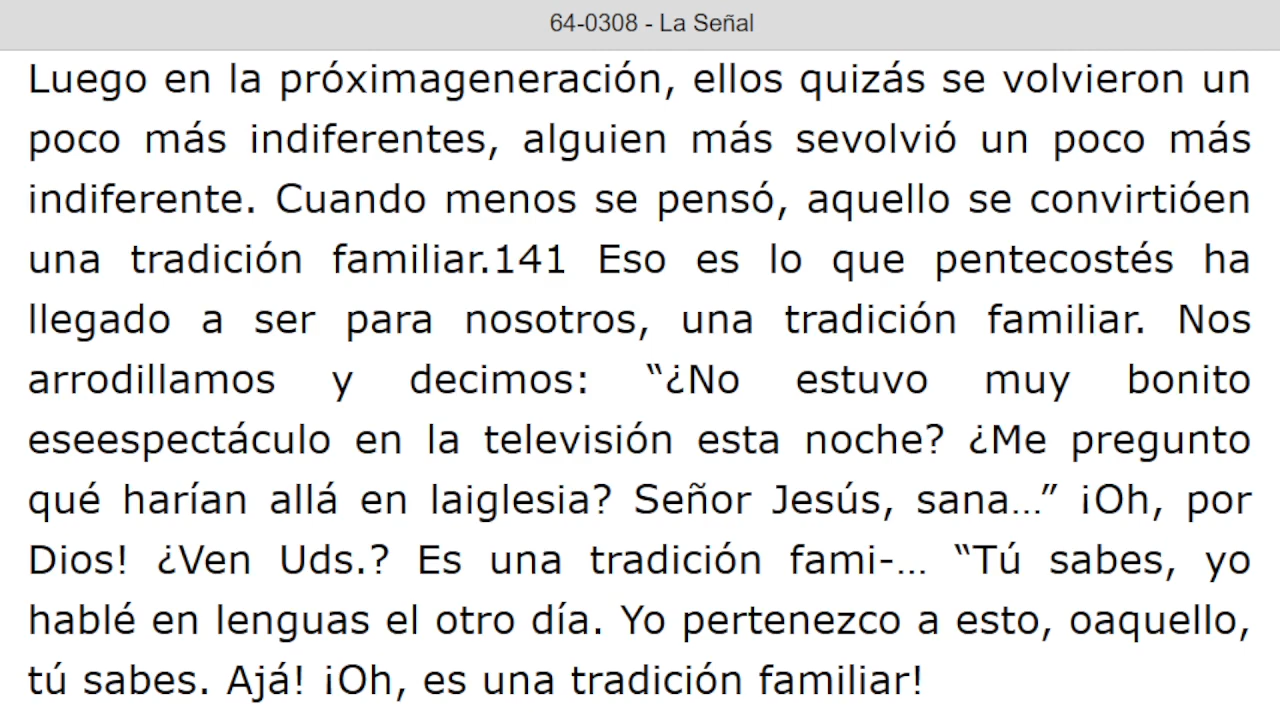 64-0308 - La Señal
Luego en la próximageneración, ellos quizás se volvieron un
poco más indiferentes, alguien más sevolvió un poco más
indiferente. Cuando menos se pensó, aquello se convirtióen
una tradición familiar.141 Eso es lo que pentecostés ha
llegado a ser para nosotros, una tradición familiar. Nos
arrodillamos y decimos: “¿No estuvo muy bonito
eseespectáculo en la televisión esta noche? ¿Me pregunto
qué harían allá en laiglesia? Señor Jesús, sana…” ¡Oh, por
Dios! ¿Ven Uds.? Es una tradición fami-… “Tú sabes, yo
hablé en lenguas el otro día. Yo pertenezco a esto, oaquello,
tú sabes. Ajá! ¡Oh, es una tradición familiar!